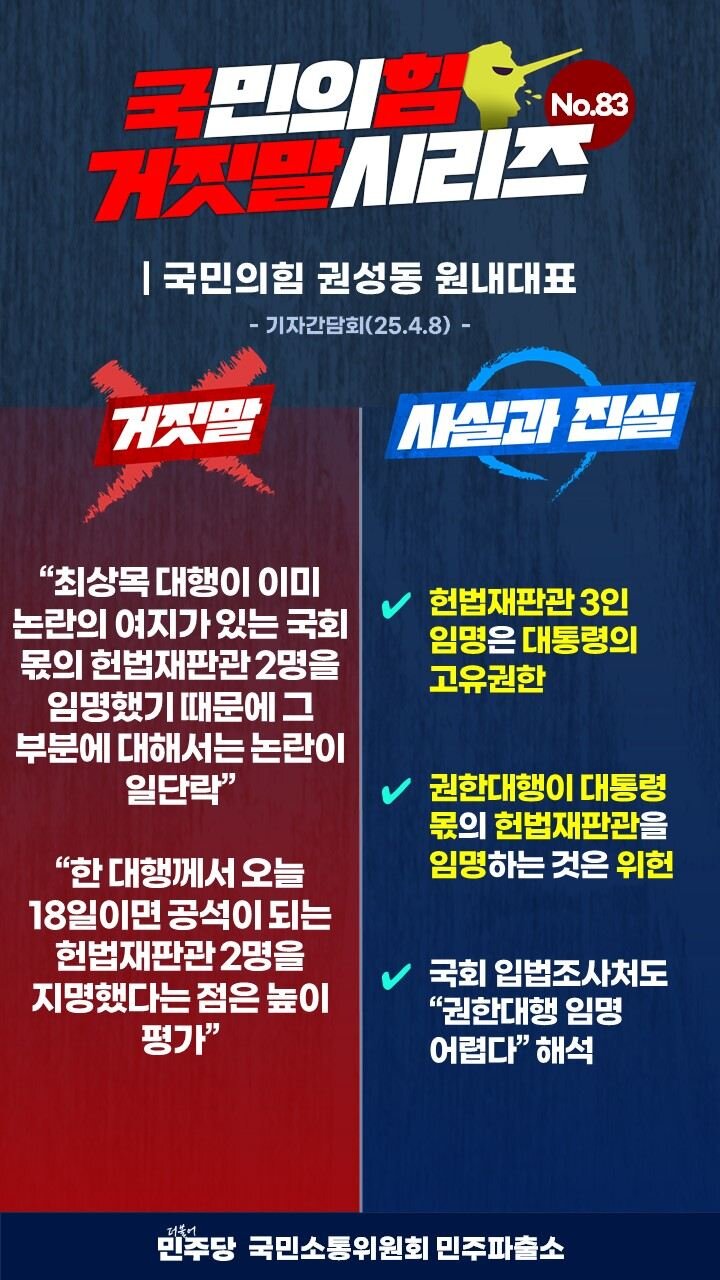 국민의힘
No.83
거짓말시리즈
| 국민의힘 권성동 원내대표
- 기자간담회(25.4.8) -
거짓말
“최상목 대행이 이미
논란의 여지가 있는 국회
몫의 헌법재판관 2명을
임명했기 때문에 그
부분에 대해서는 논란이
일단락”
“한 대행께서 오늘
18일이면 공석이 되는
헌법재판관 2명을
지명했다는 점은 높이
평가”
사실과 진실
✔ 헌법재판관 3인
임명은 대통령의
고유권한
✔ 권한대행이 대통령
몫의 헌법재판관을
임명하는 것은 위헌
✔ 국회 입법조사처도
“권한대행 임명
어렵다” 해석
더불어
민주당 국민소통위원회 민주파출소